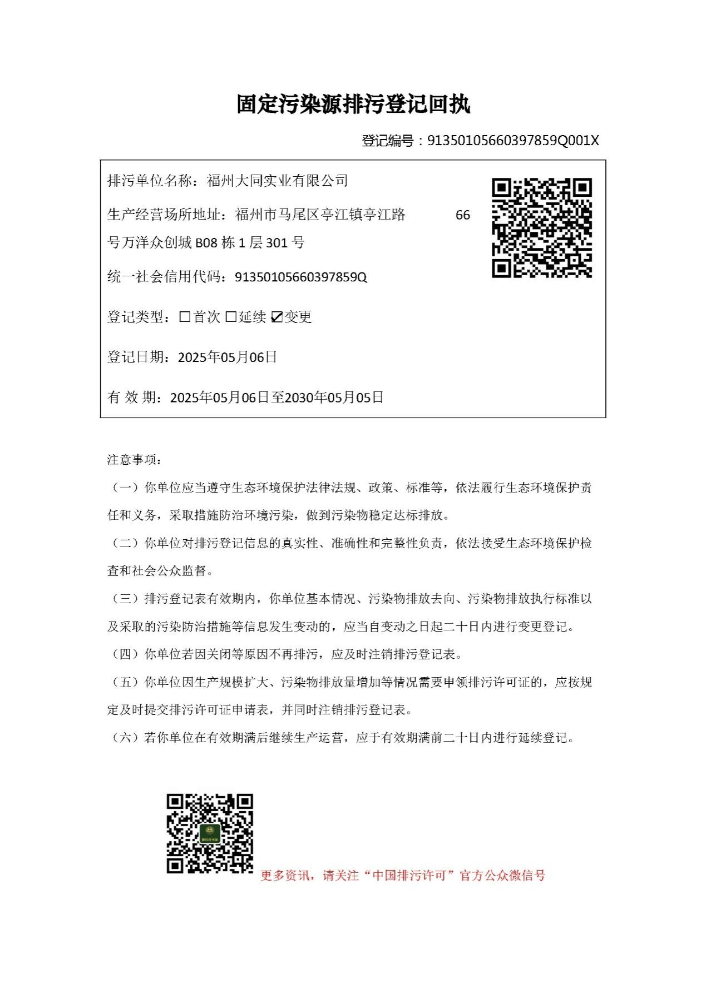 固定污染源排污登记回执
登记编号：91350105660397859Q001X
排污单位名称：福州大同实业有限公司
生产经营场所地址：福州市马尾区亭江镇亭江路 66
号万洋众创城 B08 栋 1 层 301 号
统一社会信用代码：91350105660397859Q
登记类型：☐首次 ☐延续 ☑变更
登记日期：2025年05月06日
有 效 期：2025年05月06日至2030年05月05日
注意事项：
（一）你单位应当遵守生态环境保护法律法规、政策、标准等，依法履行生态环境保护责
任和义务，采取措施防治环境污染，做到污染物稳定达标排放。
（二）你单位对排污登记信息的真实性、准确性和完整性负责，依法接受生态环境保护检
查和社会公众监督。
（三）排污登记表有效期内，你单位基本情况、污染物排放去向、污染物排放执行标准以
及采取的污染防治措施等信息发生变动的，应当自变动之日起二十日内进行变更登记。
（四）你单位若因关闭等原因不再排污，应及时注销排污登记表。
（五）你单位因生产规模扩大、污染物排放量增加等情况需要申领排污许可证的，应按规
定及时提交排污许可证申请表，并同时注销排污登记表。
（六）若你单位在有效期满后继续生产运营，应于有效期满前二十日内进行延续登记。
更多资讯，请关注“中国排污许可”官方公众微信号